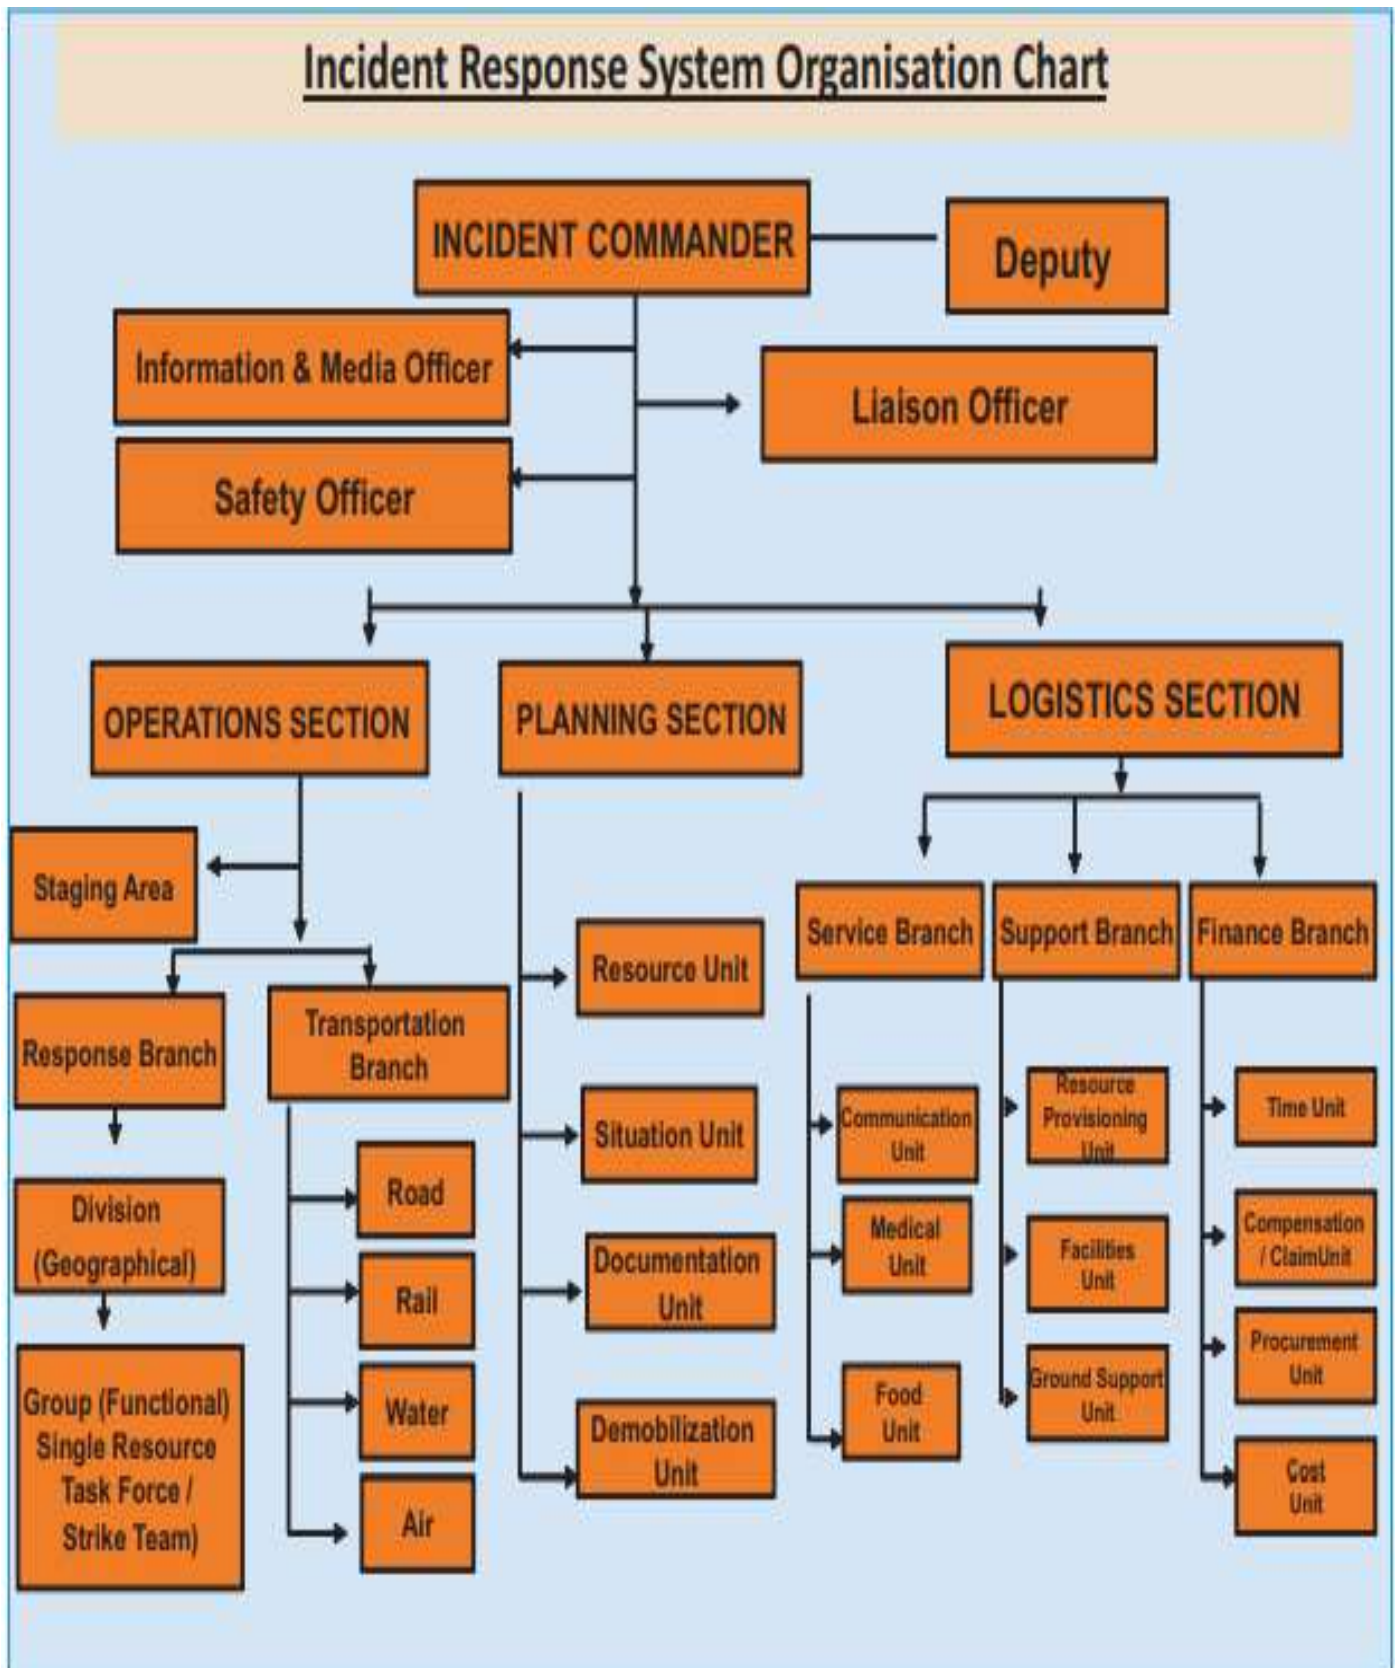 Incident Response System Organisation Chart
INCIDENT COMMANDER
Deputy
Information & Media Officer
Liaison Officer
Safety Officer
OPERATIONS SECTION
PLANNING SECTION
LOGISTICS SECTION
Staging Area
Response Branch
Transportation
Branch
Division
(Geographical)
Group (Functional)
Single Resource
Task Force /
Strike Team)
Road
Rail
Water
Air
Resource Unit
Situation Unit
Documentation
Unit
Demobilization
Unit
Service Branch
Support Branch
Finance Branch
Communication
Unit
Medical
Unit
Food
Unit
Resource
Provisioning
Unit
Facilities
Unit
Ground Support
Unit
Time Unit
Compensation
/ ClaimUnit
Procurement
Unit
Cost
Unit